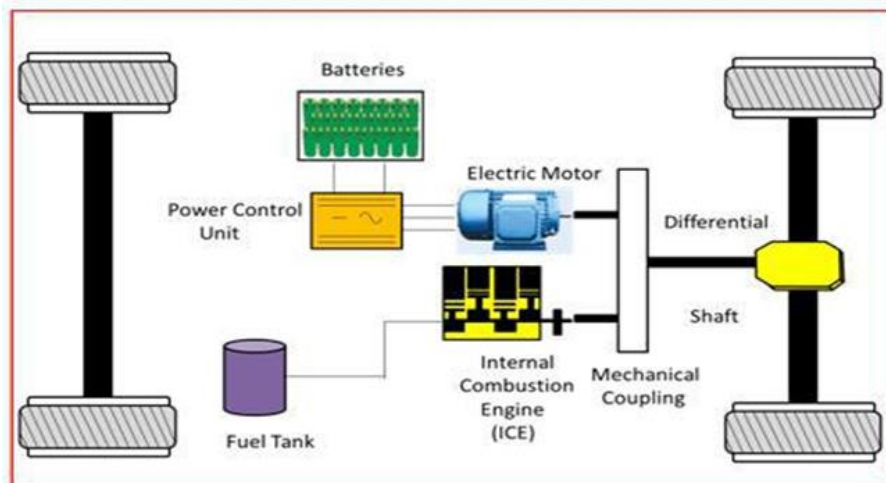 Batteries
Electric Motor
Power Control
Unit
Differential
Shaft
Internal
Combustion
Engine
(ICE)
Mechanical
Coupling
Fuel Tank